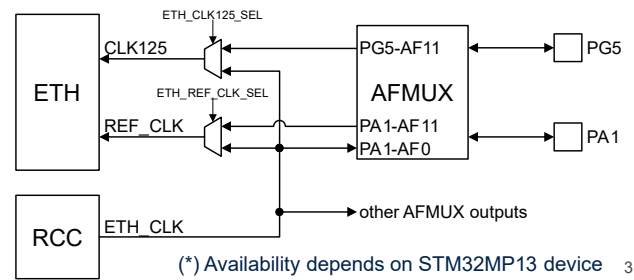 ETH_CLK125_SEL
CLK125
PG5-AF11
PG5
ETH
ETH_REF_CLK_SEL
AFMUX
REF_CLK
PA1-AF11
PA1
PA1-AF0
other AFMUX outputs
RCC
ETH_CLK
(*) Availability depends on STM32MP13 device
3